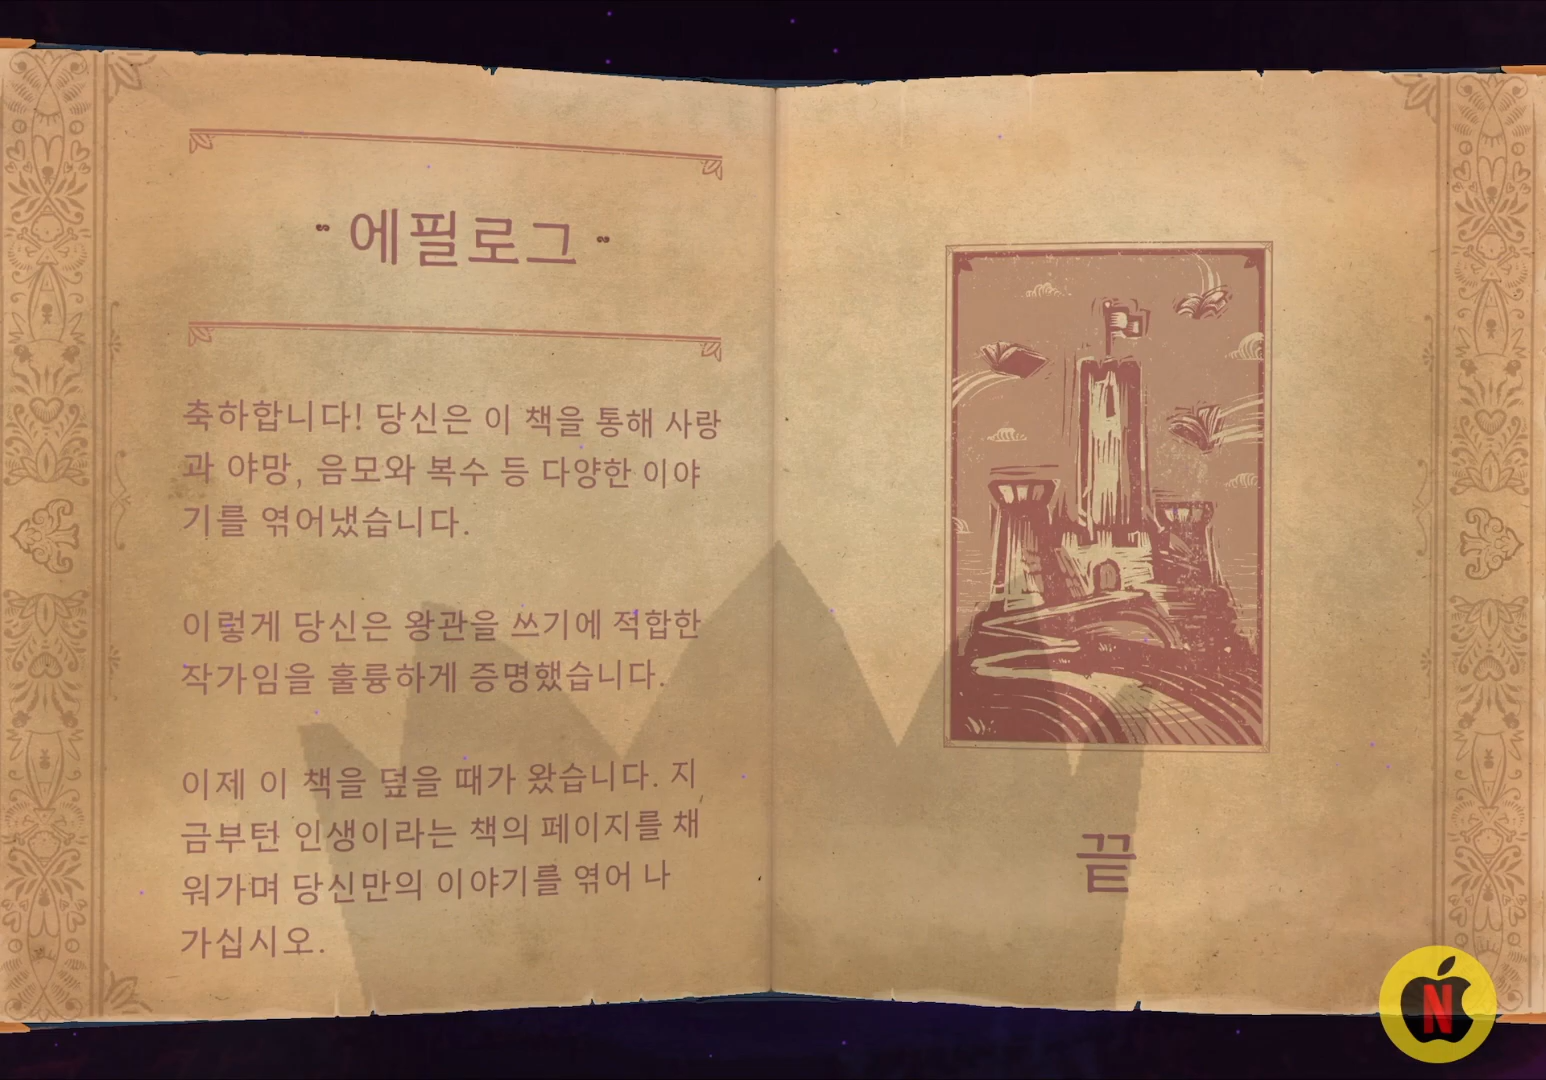 에필로그
축하합니다! 당신은 이 책을 통해 사랑
과 야망, 음모와 복수 등 다양한 이야
기를 엮어냈습니다.
이렇게 당신은 왕관을 쓰기에 적합한
작가임을 훌륭하게 증명했습니다.
이제 이 책을 덮을 때가 왔습니다. 지
금부턴 인생이라는 책의 페이지를 채
워가며 당신만의 이야기를 엮어 나
가십시오.
끝
N